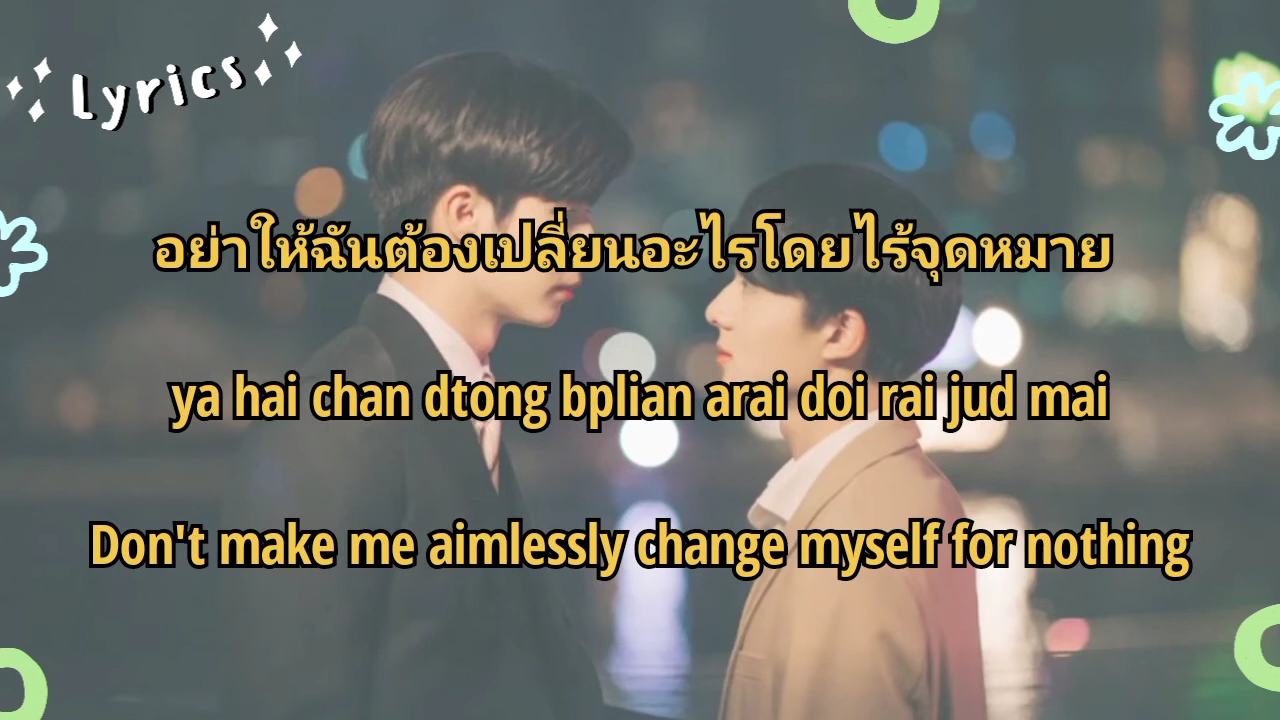 Lyrics
อย่าให้ฉันต้องเปลี่ยนอะไรโดยไร้จุดหมาย
ya hai chan dtong bplian arai doi rai jud mai
Don't make me aimlessly change myself for nothing